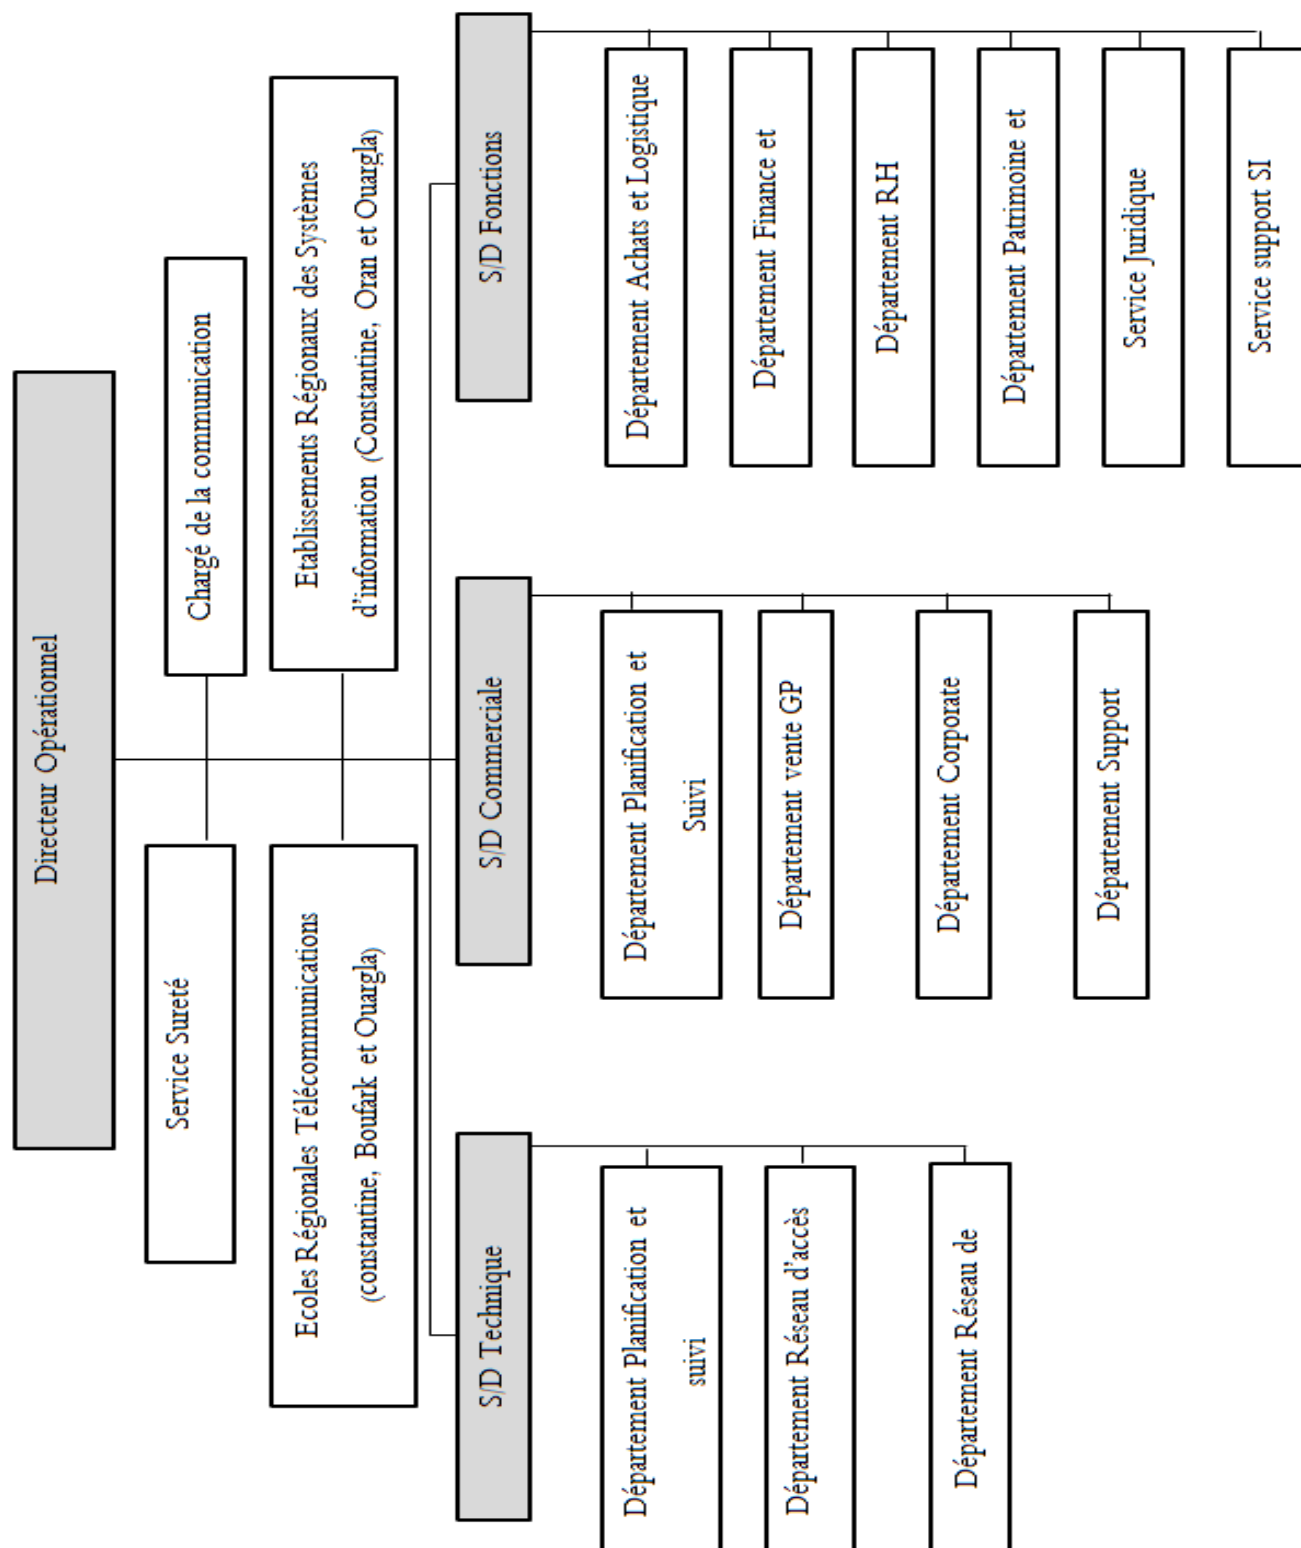 Directeur Opérationnel
Service Sureté
Chargé de la communication
Ecoles Régionales Télécommunications
(constantine, Boufark et Ouargla)
Etablissements Régionaux des Systèmes
d'information (Constantine, Oran et Ouargla)
S/D Technique
S/D Commerciale
S/D Fonctions
Département Planification et
suivi
Département Réseau d'accès
Département Réseau de
Département Planification et
Suivi
Département vente GP
Département Corporate
Département Support
Département Achats et Logistique
Département Finance et
Département RH
Département Patrimoine et
Service Juridique
Service support SI